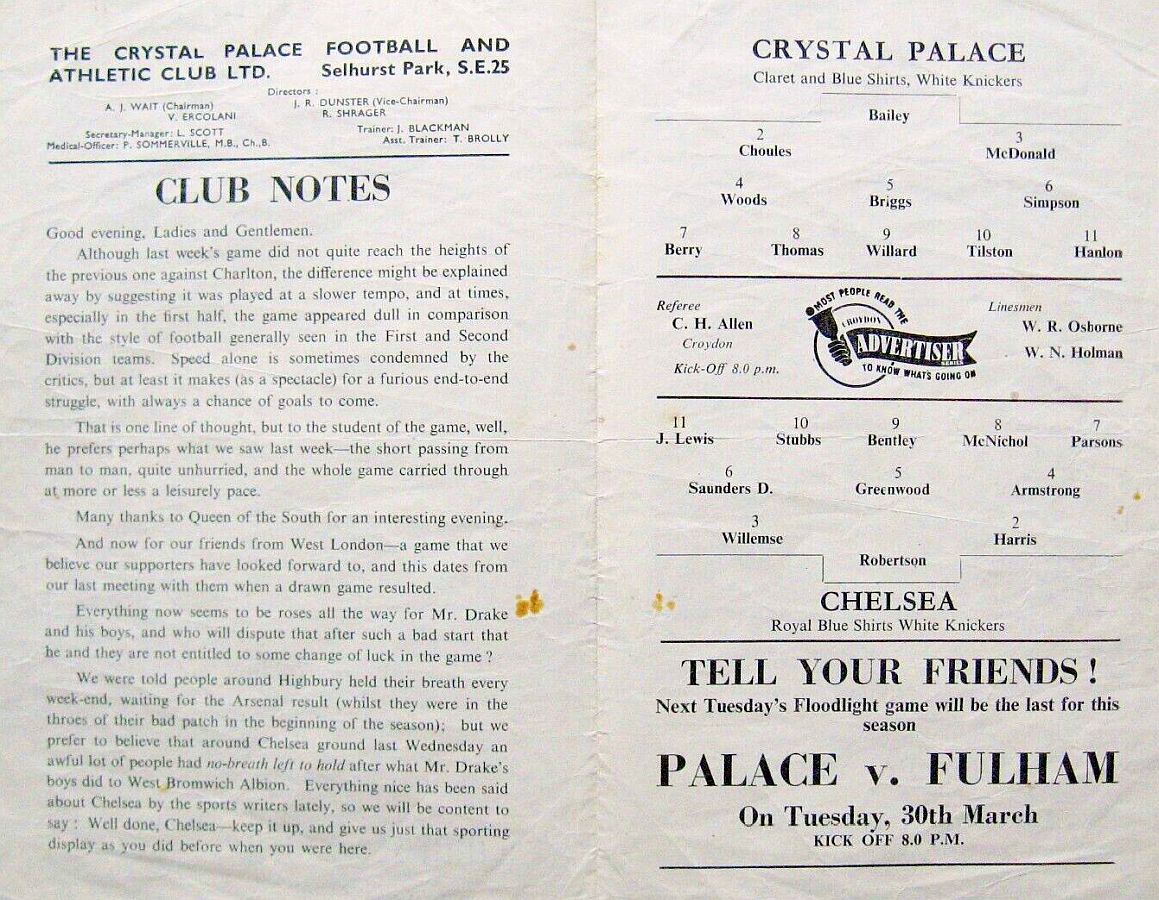 THE CRYSTAL PALACE FOOTBALL AND
ATHLETIC CLUB LTD. Selhurst Park, S.E.25
Directors :
A. J. WAIT (Chairman) J. R. DUNSTER (Vice-Chairman)
V. ERCOLANI R. SHRAGER
Secretary-Manager: L. SCOTT Trainer: J. BLACKMAN
Medical-Officer: P. SOMMERVILLE, M.B., Ch.,B. Asst. Trainer: T. BROLLY
CLUB NOTES
Good evening, Ladies and Gentlemen.
Although last week's game did not quite reach the heights of
the previous one against Charlton, the difference might be explained
away by suggesting it was played at a slower tempo, and at times,
especially in the first half, the game appeared dull in comparison
with the style of football generally seen in the First and Second
Division teams. Speed alone is sometimes condemned by the
critics, but at least it makes (as a spectacle) for a furious end-to-end
struggle, with always a chance of goals to come.
That is one line of thought, but to the student of the game, well,
he prefers perhaps what we saw last week—the short passing from
man to man, quite unhurried, and the whole game carried through
at more or less a leisurely pace.
Many thanks to Queen of the South for an interesting evening.
And now for our friends from West London—a game that we
believe our supporters have looked forward to, and this dates from
our last meeting with them when a drawn game resulted.
Everything now seems to be roses all the way for Mr. Drake
and his boys, and who will dispute that after such a bad start that
he and they are not entitled to some change of luck in the game ?
We were told people around Highbury held their breath every
week-end, waiting for the Arsenal result (whilst they were in the
throes of their bad patch in the beginning of the season); but we
prefer to believe that around Chelsea ground last Wednesday an
awful lot of people had no-breath left to hold after what Mr. Drake's
boys did to West Bromwich Albion. Everything nice has been said
about Chelsea by the sports writers lately, so we will be content to
say : Well done, Chelsea—keep it up, and give us just that sporting
display as you did before when you were here.
CRYSTAL PALACE
Claret and Blue Shirts, White Knickers
Bailey
2 3
Choules McDonald
4 5 6
Woods Briggs Simpson
7 8 9 10 11
Berry Thomas Willard Tilston Hanlon
Referee
C. H. Allen
Croydon
Kick-Off 8.0 p.m.
MOST PEOPLE READ THE
CROYDON
ADVERTISER
SERIES
TO KNOW WHATS GOING ON
Linesmen
W. R. Osborne
W. N. Holman
11 10 9 8 7
J. Lewis Stubbs Bentley McNichol Parsons
6 5 4
Saunders D. Greenwood Armstrong
3 2
Willemse Harris
Robertson
CHELSEA
Royal Blue Shirts White Knickers
TELL YOUR FRIENDS !
Next Tuesday's Floodlight game will be the last for this
season
PALACE v. FULHAM
On Tuesday, 30th March
KICK OFF 8.0 P.M.